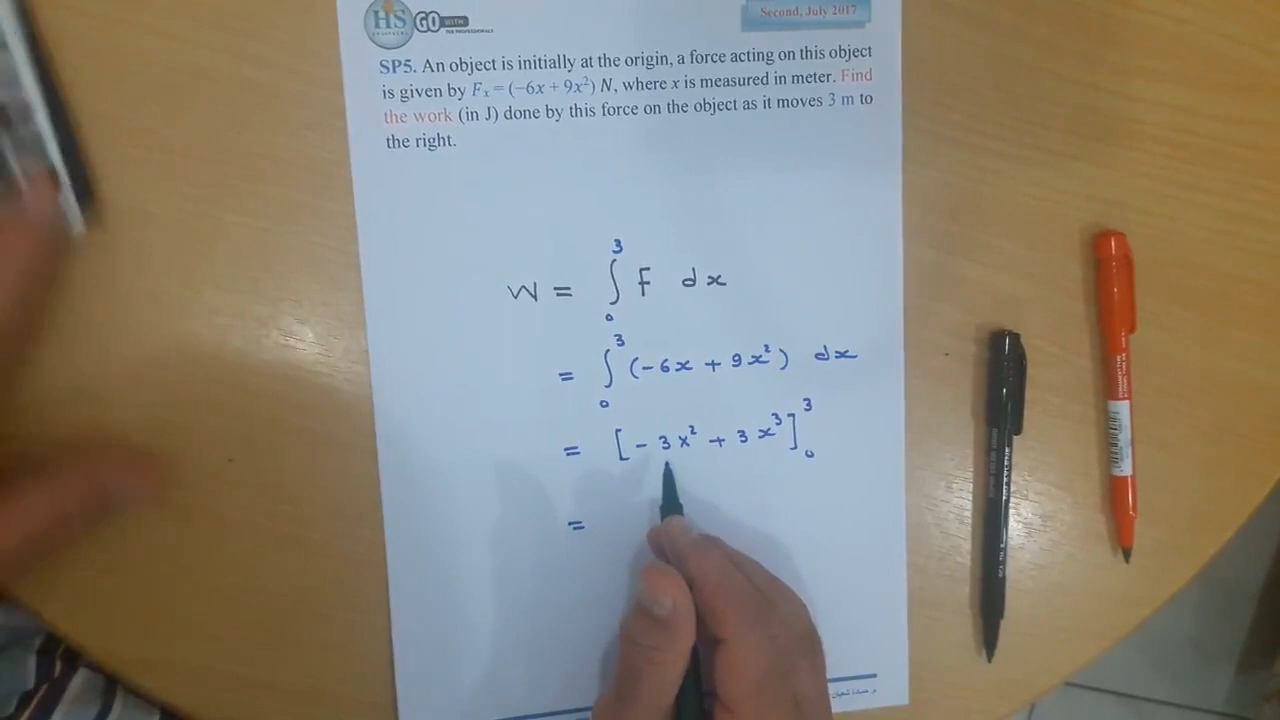 HS GO WITH
Second, July 2017
SP5. An object is initially at the origin, a force acting on this object
is given by Fₓ = (−6x + 9x²) N, where x is measured in meter. Find
the work (in J) done by this force on the object as it moves 3 m to
the right.
W = ∫₀³ F dx
= ∫₀³ (-6x + 9x²) dx
= [-3x² + 3x³]₀³
=